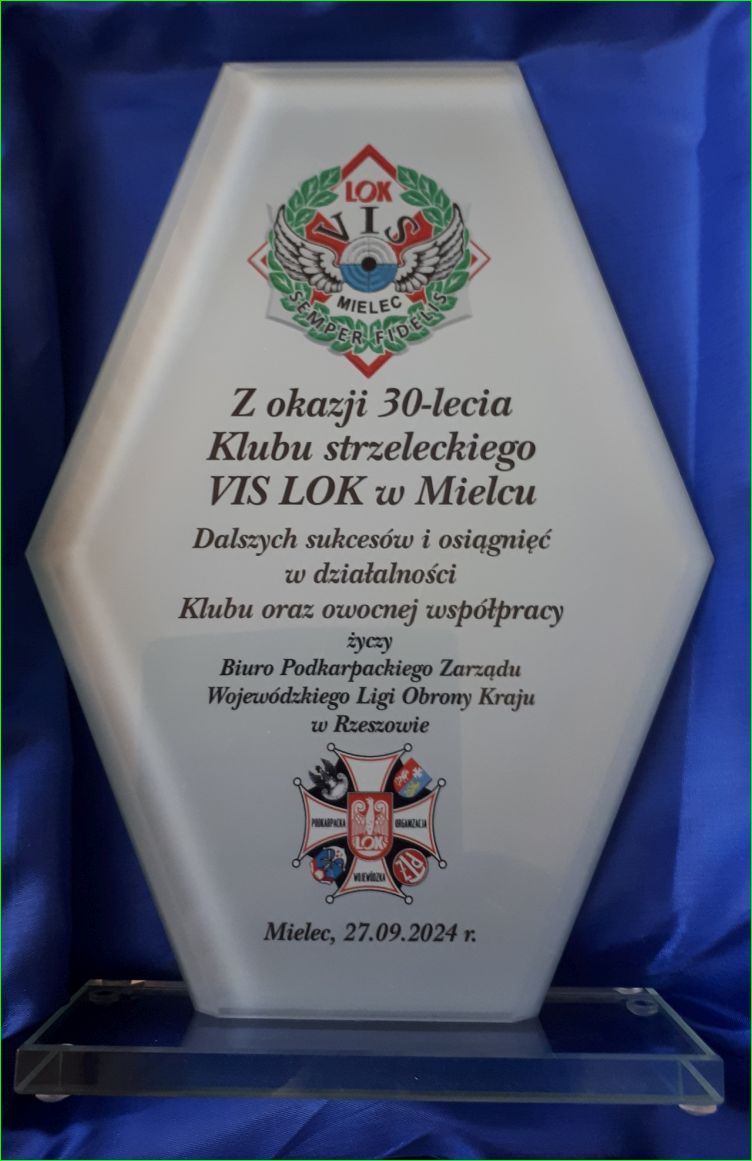 LOK
VIS
MIELEC
SEMPER FIDELIS
Z okazji 30-lecia
Klubu strzeleckiego
VIS LOK w Mielcu
Dalszych sukcesów i osiągnięć
w działalności
Klubu oraz owocnej współpracy
życzy
Biuro Podkarpackiego Zarządu
Wojewódzkiego Ligi Obrony Kraju
w Rzeszowie
PODKARPACKA
ORGANIZACJA
LOK
WOJEWÓDZKA
Mielec, 27.09.2024 r.